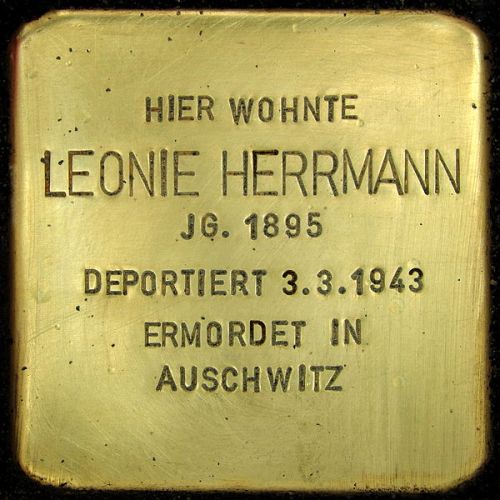 HIER WOHNTE
LEONIE HERRMANN
JG. 1895
DEPORTIERT 3.3.1943
ERMORDET IN
AUSCHWITZ